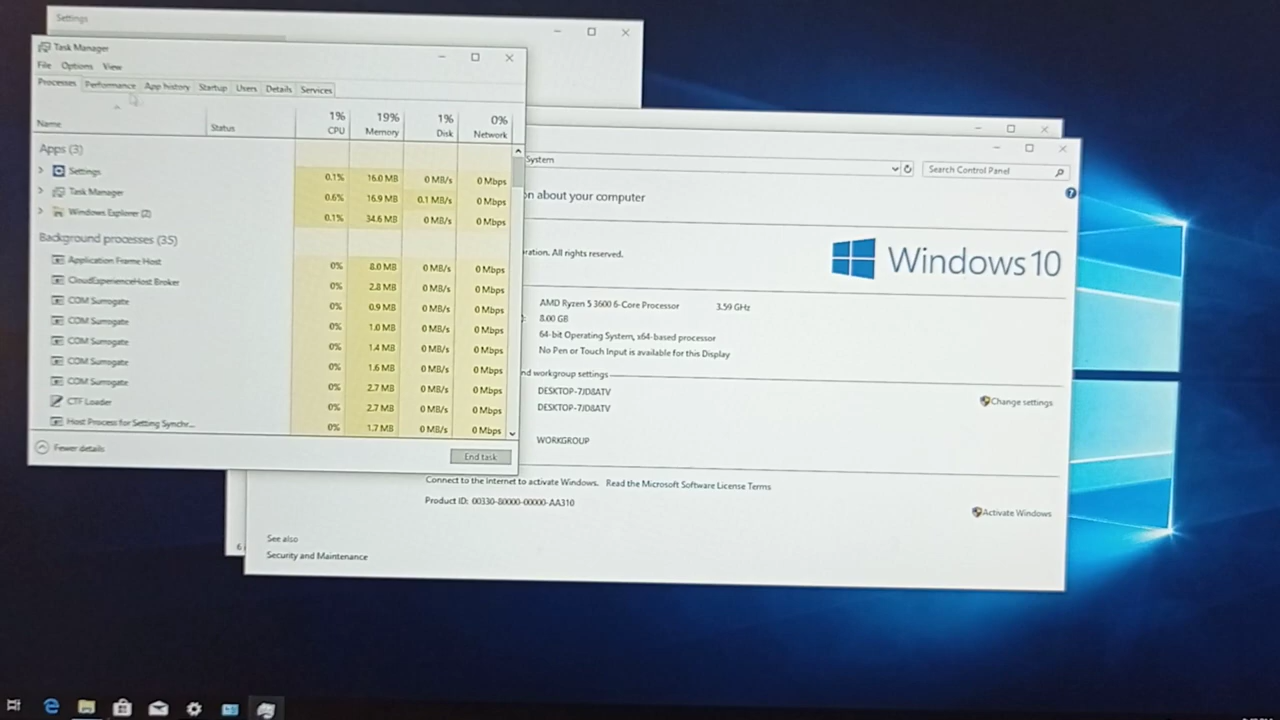 Settings
Task Manager
File Options View
Processes Performance App history Startup Users Details Services
1% 19% 1% 0%
Name Status CPU Memory Disk Network
Apps (3)
Settings 0.1% 16.0 MB 0 MB/s 0 Mbps
Task Manager 0.6% 16.9 MB 0.1 MB/s 0 Mbps
Windows Explorer (2) 0.1% 34.6 MB 0 MB/s 0 Mbps
Background processes (35)
Application Frame Host 0% 8.0 MB 0 MB/s 0 Mbps
CloudExperienceHost Broker 0% 2.8 MB 0 MB/s 0 Mbps
COM Surrogate 0% 0.9 MB 0 MB/s 0 Mbps
COM Surrogate 0% 1.0 MB 0 MB/s 0 Mbps
COM Surrogate 0% 1.4 MB 0 MB/s 0 Mbps
COM Surrogate 0% 1.6 MB 0 MB/s 0 Mbps
COM Surrogate 0% 2.7 MB 0 MB/s 0 Mbps
CTF Loader 0% 2.7 MB 0 MB/s 0 Mbps
Host Process for Setting Synchr... 0% 1.7 MB 0 MB/s 0 Mbps
Fewer details End task
System Search Control Panel
on about your computer
ration. All rights reserved.
Windows 10
AMD Ryzen 5 3600 6-Core Processor 3.59 GHz
8.00 GB
64-bit Operating System, x64-based processor
No Pen or Touch Input is available for this Display
nd workgroup settings
DESKTOP-7JD8ATV Change settings
DESKTOP-7JD8ATV
WORKGROUP
Connect to the Internet to activate Windows. Read the Microsoft Software License Terms
Product ID: 00330-80000-00000-AA310 Activate Windows
See also
Security and Maintenance
6